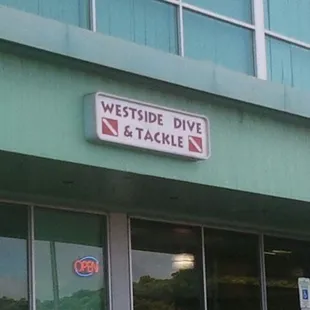 WESTSIDE DIVE
& TACKLE
OPEN